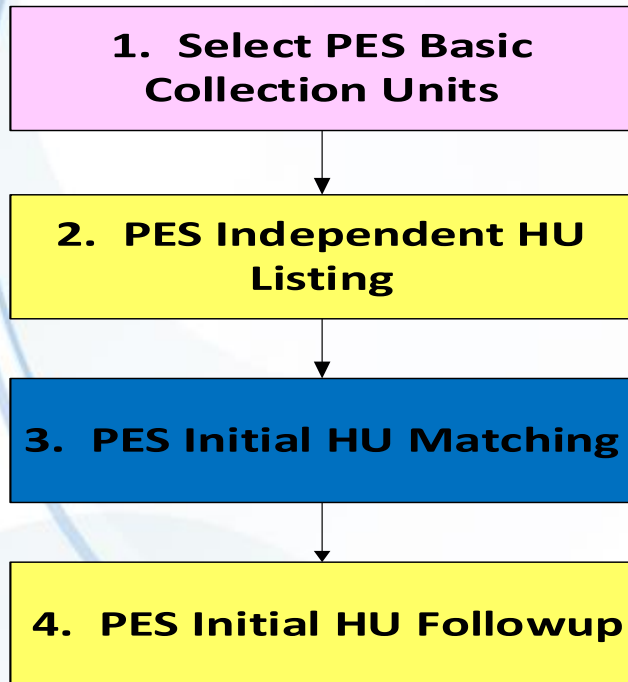 1. Select PES Basic
Collection Units
2. PES Independent HU
Listing
3. PES Initial HU Matching
4. PES Initial HU Followup